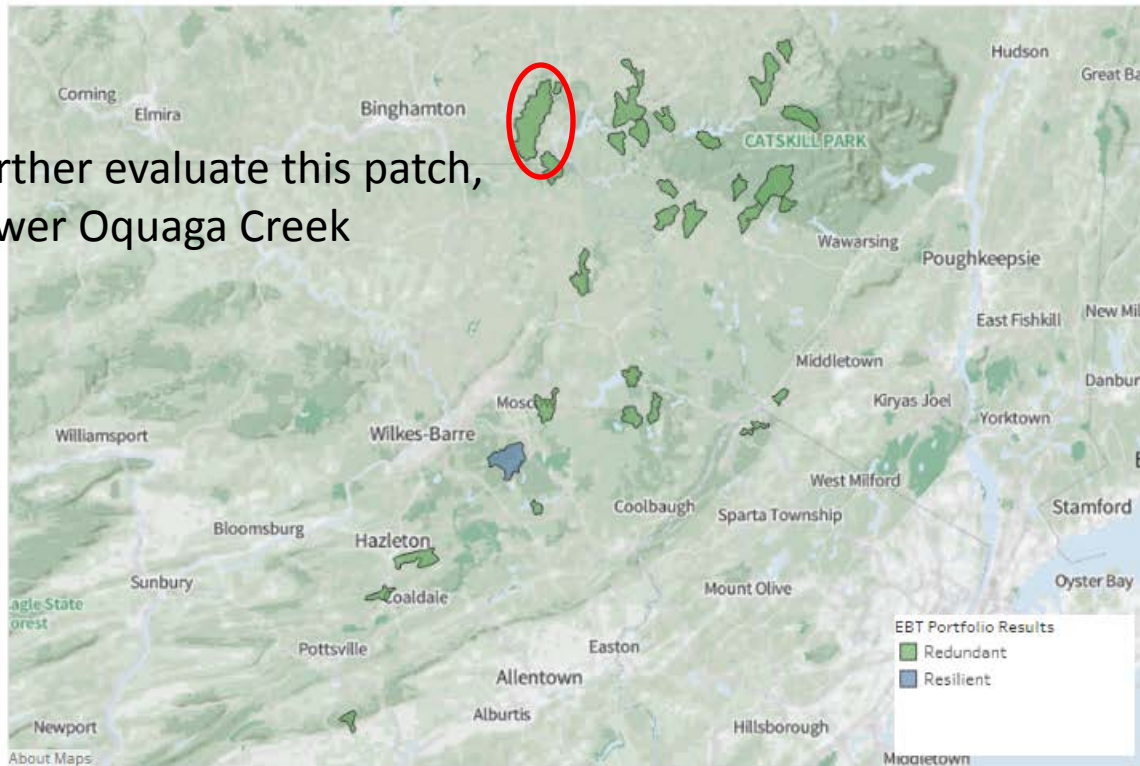 Hudson
Great Ba
Corning
Elmira
Binghamton
CATSKILL PARK
rther evaluate this patch,
wer Oquaga Creek
Wawarsing
Poughkeepsie
East Fishkill
New Mil
Middletown
Danbur
Mosc
Kiryas Joel
Yorktown
Williamsport
Wilkes-Barre
West Milford
Coolbaugh
Sparta Township
Stamford
Bloomsburg
Hazleton
Sunbury
Coaldale
Mount Olive
Oyster Bay
agle State
orest
EBT Portfolio Results
Redundant
Resilient
Pottsville
Easton
Allentown
Alburtis
Newport
Hillsborough
About Maps
Middletown